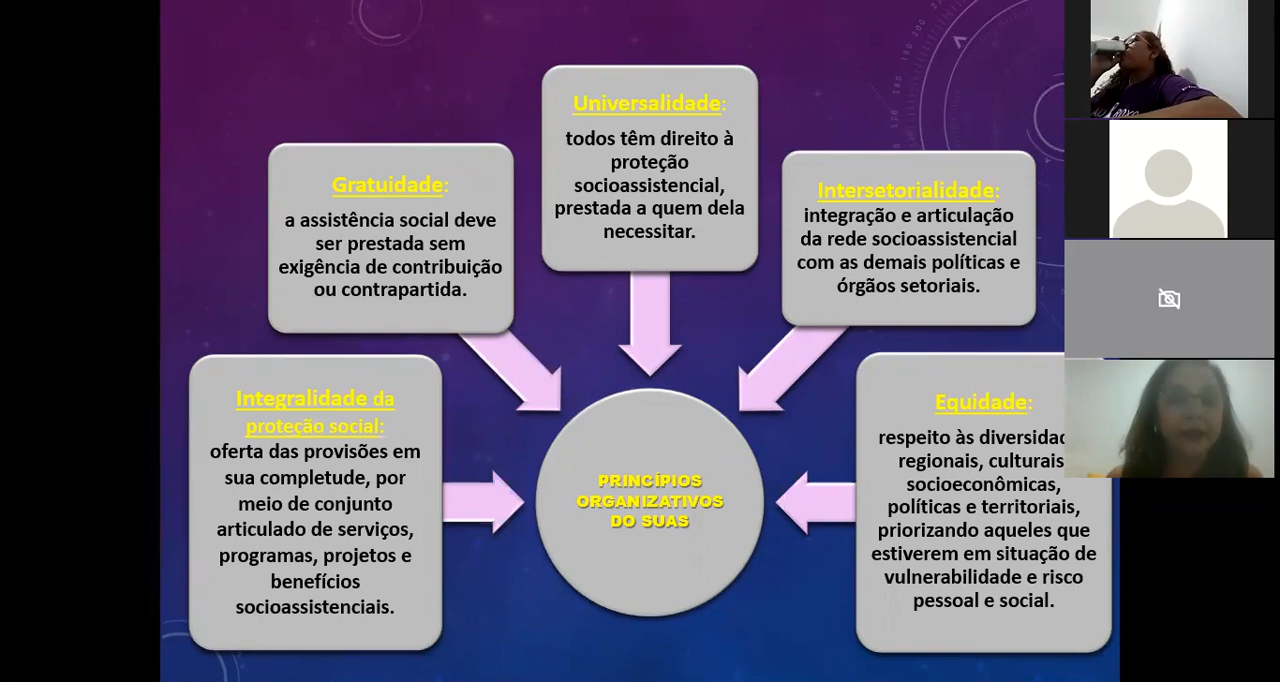 Universalidade:
todos têm direito à
proteção
socioassistencial,
prestada a quem dela
necessitar.
Gratuidade:
a assistência social deve
ser prestada sem
exigência de contribuição
ou contrapartida.
Intersetorialidade:
integração e articulação
da rede socioassistencial
com as demais políticas e
órgãos setoriais.
Integralidade da
proteção social:
oferta das provisões em
sua completude, por
meio de conjunto
articulado de serviços,
programas, projetos e
benefícios
socioassistenciais.
Equidade:
respeito às
regionais, culturais
socioeconômicas,
políticas e territoriais,
priorizando aqueles que
estiverem em situação de
vulnerabilidade e risco
pessoal e social.
PRINCÍPIOS
ORGANIZATIVOS
DO SUAS